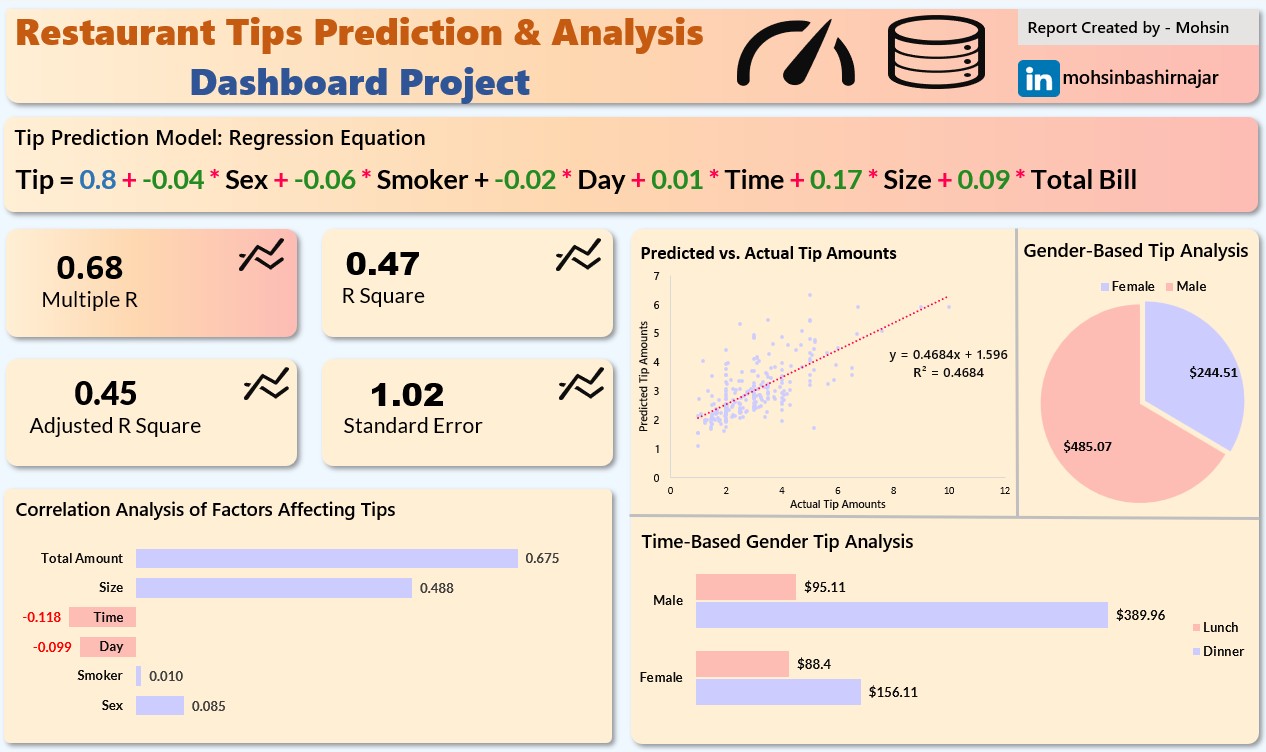 Restaurant Tips Prediction & Analysis
Dashboard Project
Report Created by - Mohsin
in mohsinbashirnajar
Tip Prediction Model: Regression Equation
Tip = 0.8 + -0.04 * Sex + -0.06 * Smoker + -0.02 * Day + 0.01 * Time + 0.17 * Size + 0.09 * Total Bill
0.68
Multiple R
0.47
R Square
0.45
Adjusted R Square
1.02
Standard Error
Correlation Analysis of Factors Affecting Tips
Total Amount 0.675
Size 0.488
-0.118 Time
-0.099 Day
Smoker 0.010
Sex 0.085
Predicted vs. Actual Tip Amounts
Predicted Tip Amounts
7
6
5
4
3
2
1
0
y = 0.4684x + 1.596
R² = 0.4684
0 2 4 6 8 10 12
Actual Tip Amounts
Gender-Based Tip Analysis
Female Male
$244.51
$485.07
Time-Based Gender Tip Analysis
Male
$95.11
$389.96
Female
$88.4
$156.11
Lunch
Dinner